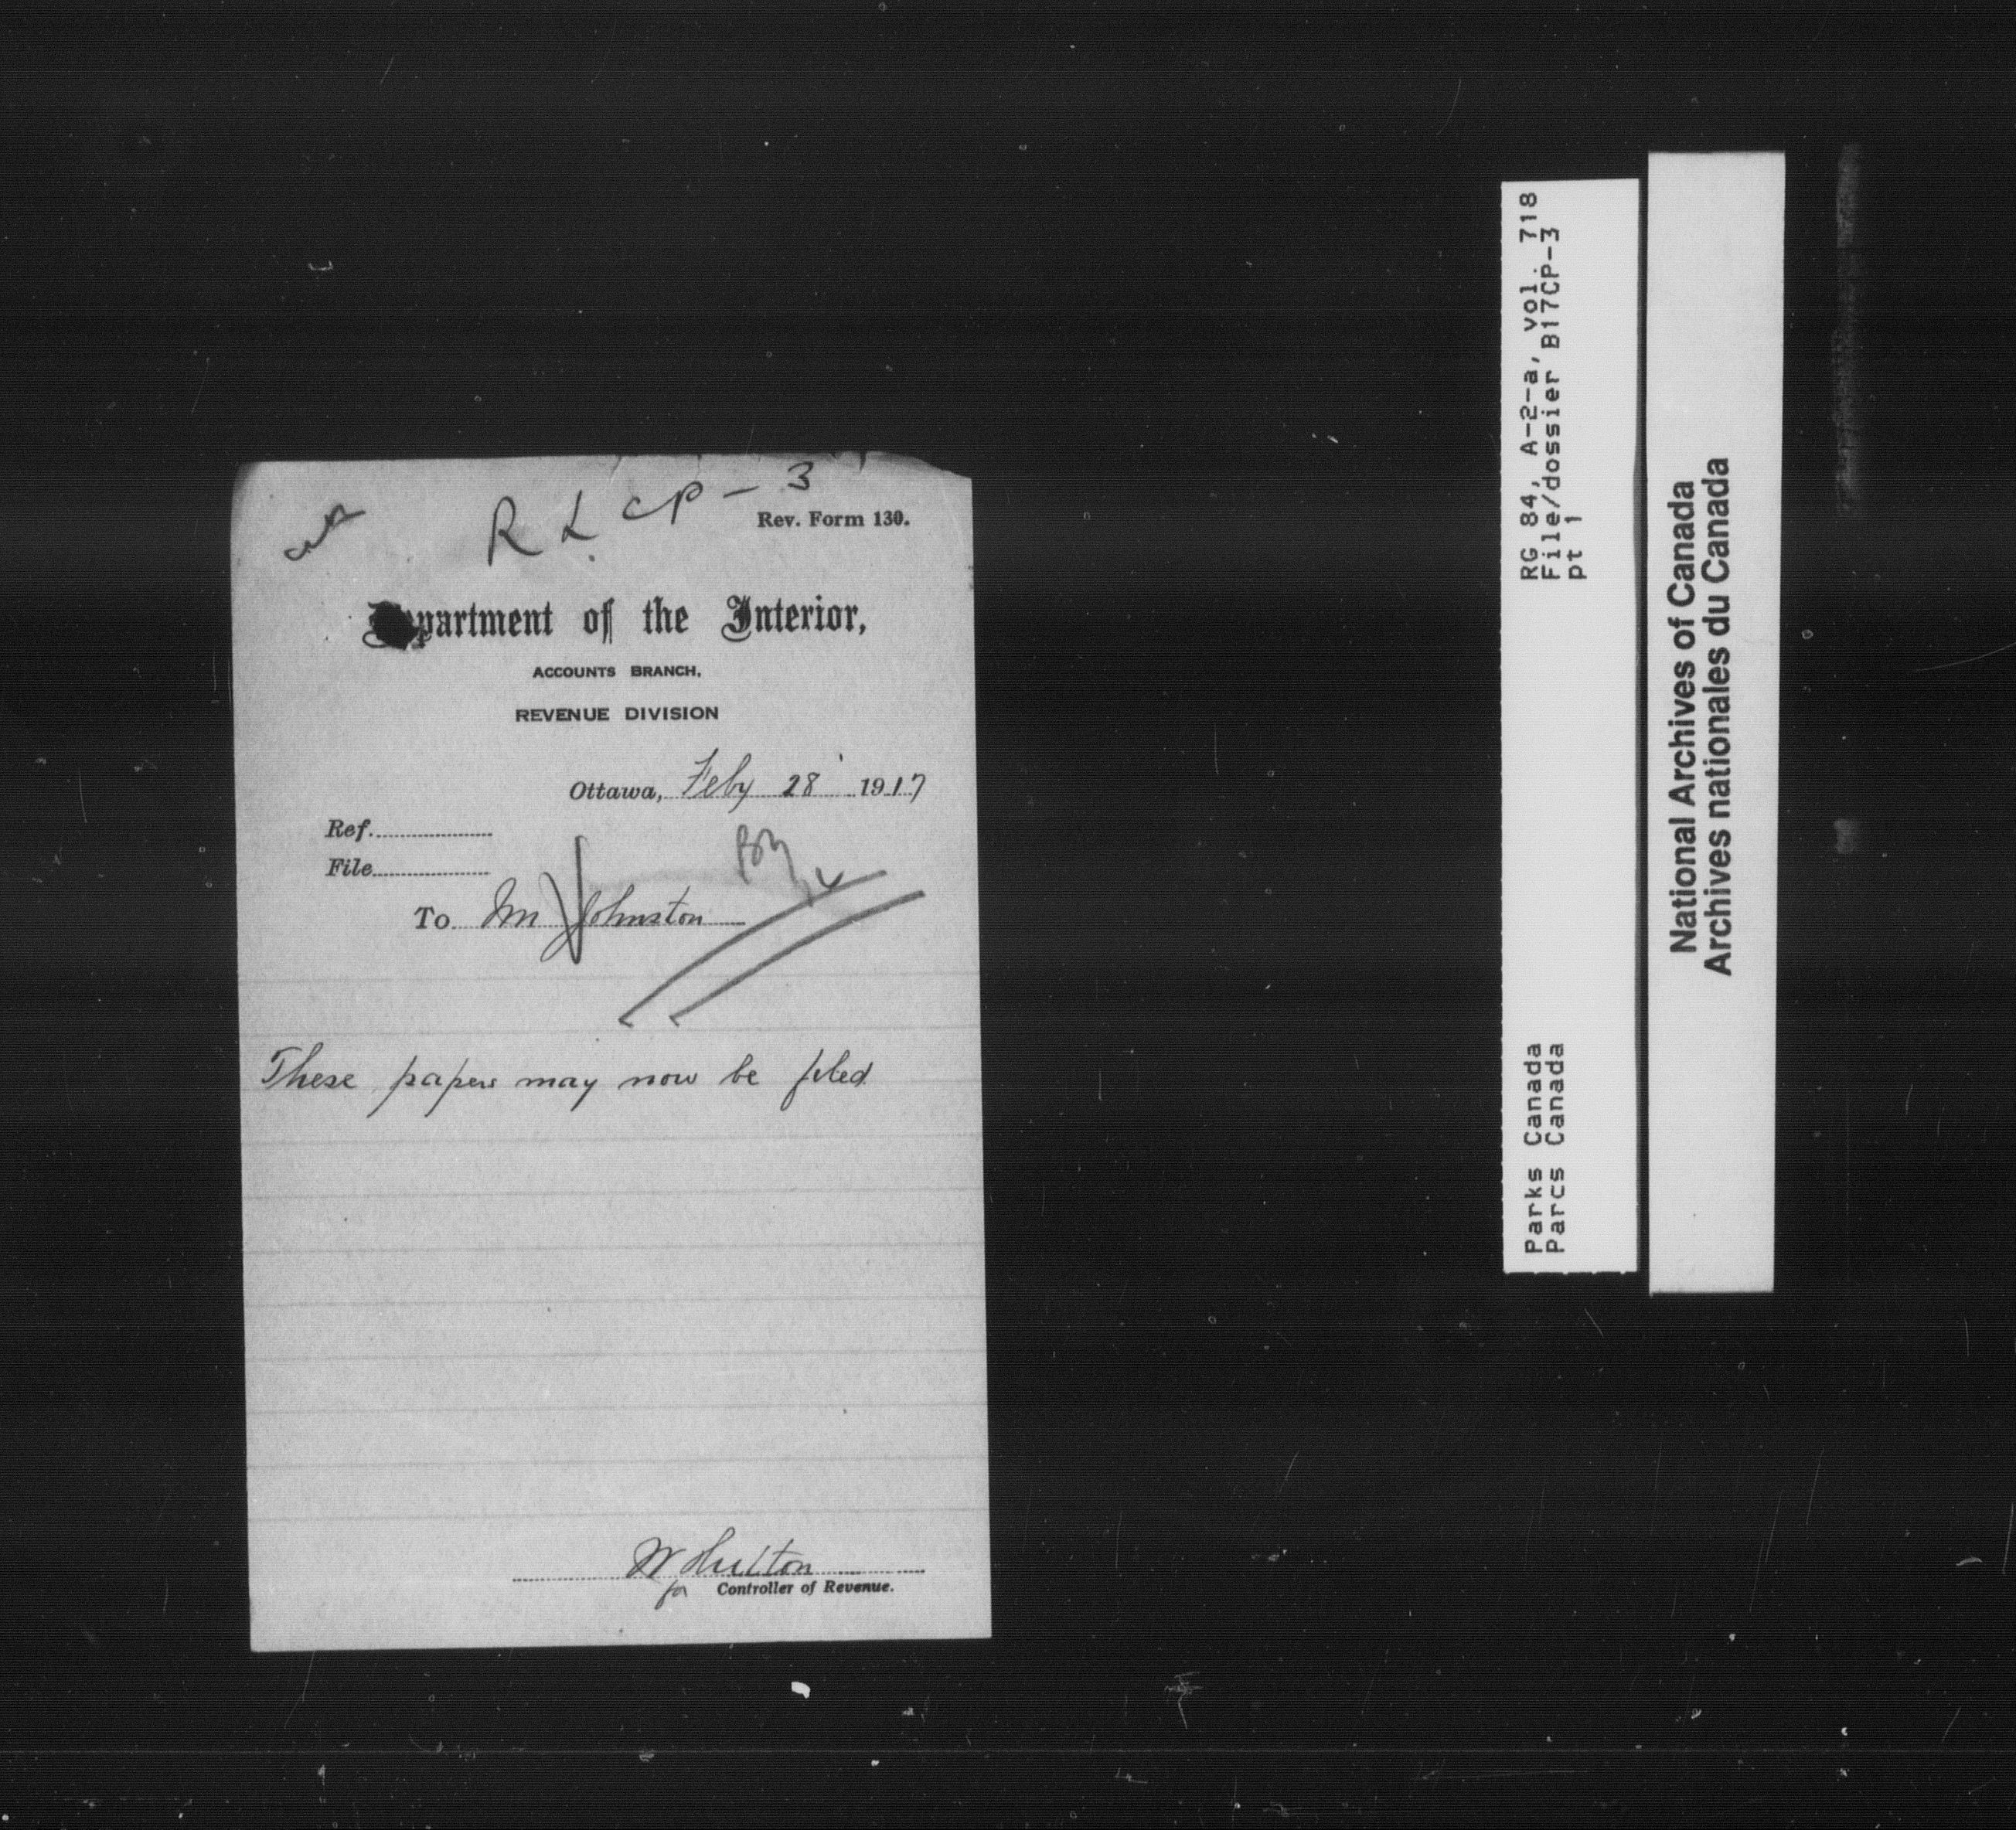 R L CP - 3
Rev. Form 130.
Department of the Interior,
ACCOUNTS BRANCH,
REVENUE DIVISION
Ottawa, Feby 28 1917
Ref.
File
To Mr Johnston
These papers may now be filed
W Hulton
for Controller of Revenue.
RG 84, A-2-a, vol. 718
File/dossier B17CP-3
pt 1
Parks Canada
Parcs Canada
National Archives of Canada
Archives nationales du Canada